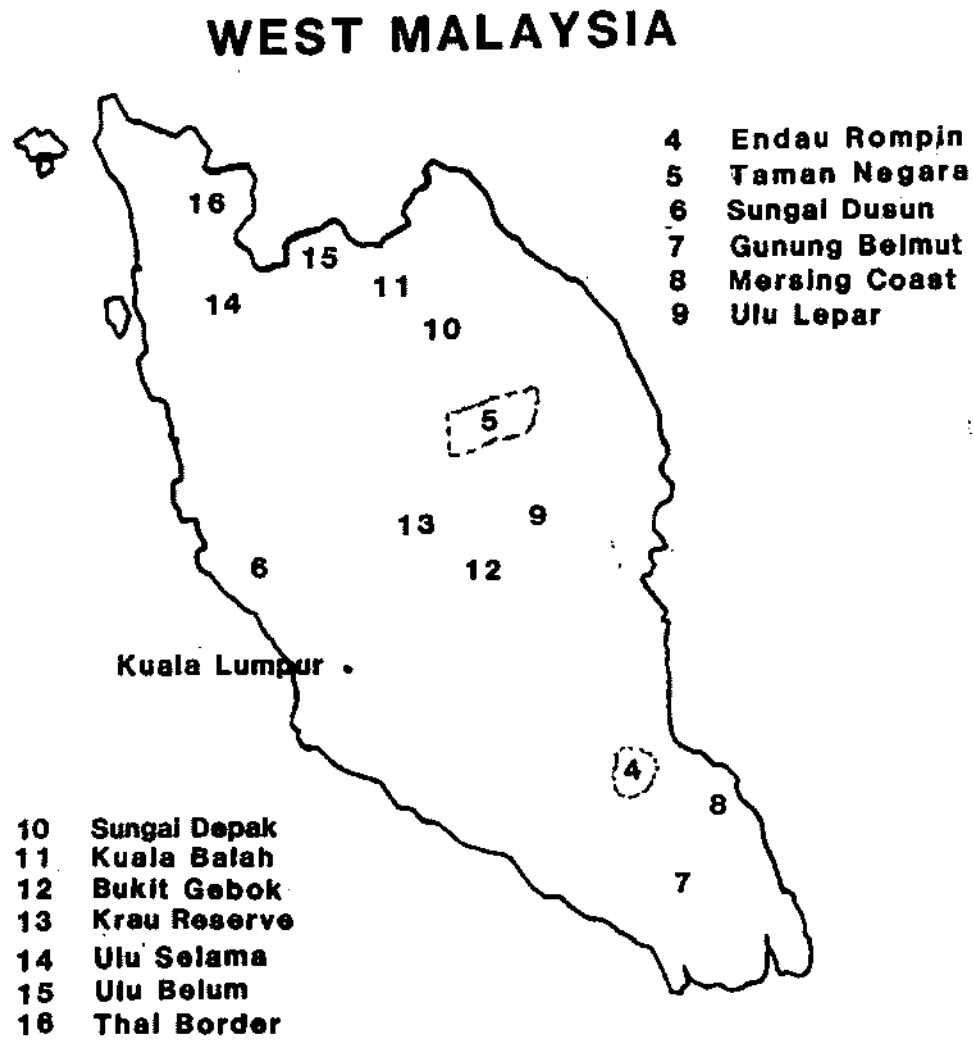 WEST MALAYSIA
4 Endau Rompin
5 Taman Negara
6 Sungai Dusun
7 Gunung Belmut
8 Mersing Coast
9 Ulu Lepar
16
15
11
14
10
5
13
9
6
12
Kuala Lumpur
4
8
7
10 Sungai Depak
11 Kuala Balah
12 Bukit Gebok
13 Krau Reserve
14 Ulu Selama
15 Ulu Belum
16 Thai Border